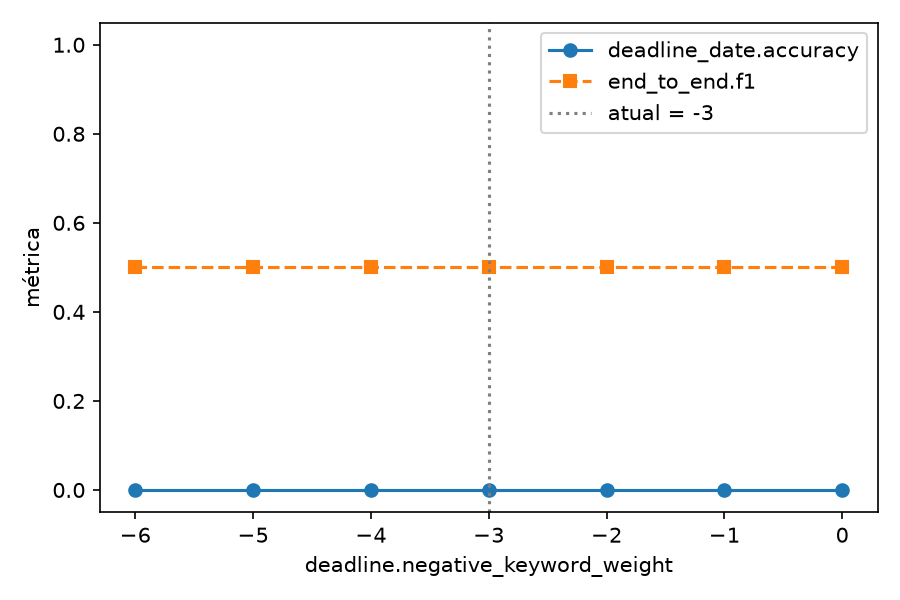 1.0
0.8
0.6
0.4
0.2
0.0
métrica
deadline_date.accuracy
end_to_end.f1
atual = -3
−6 −5 −4 −3 −2 −1 0
deadline.negative_keyword_weight